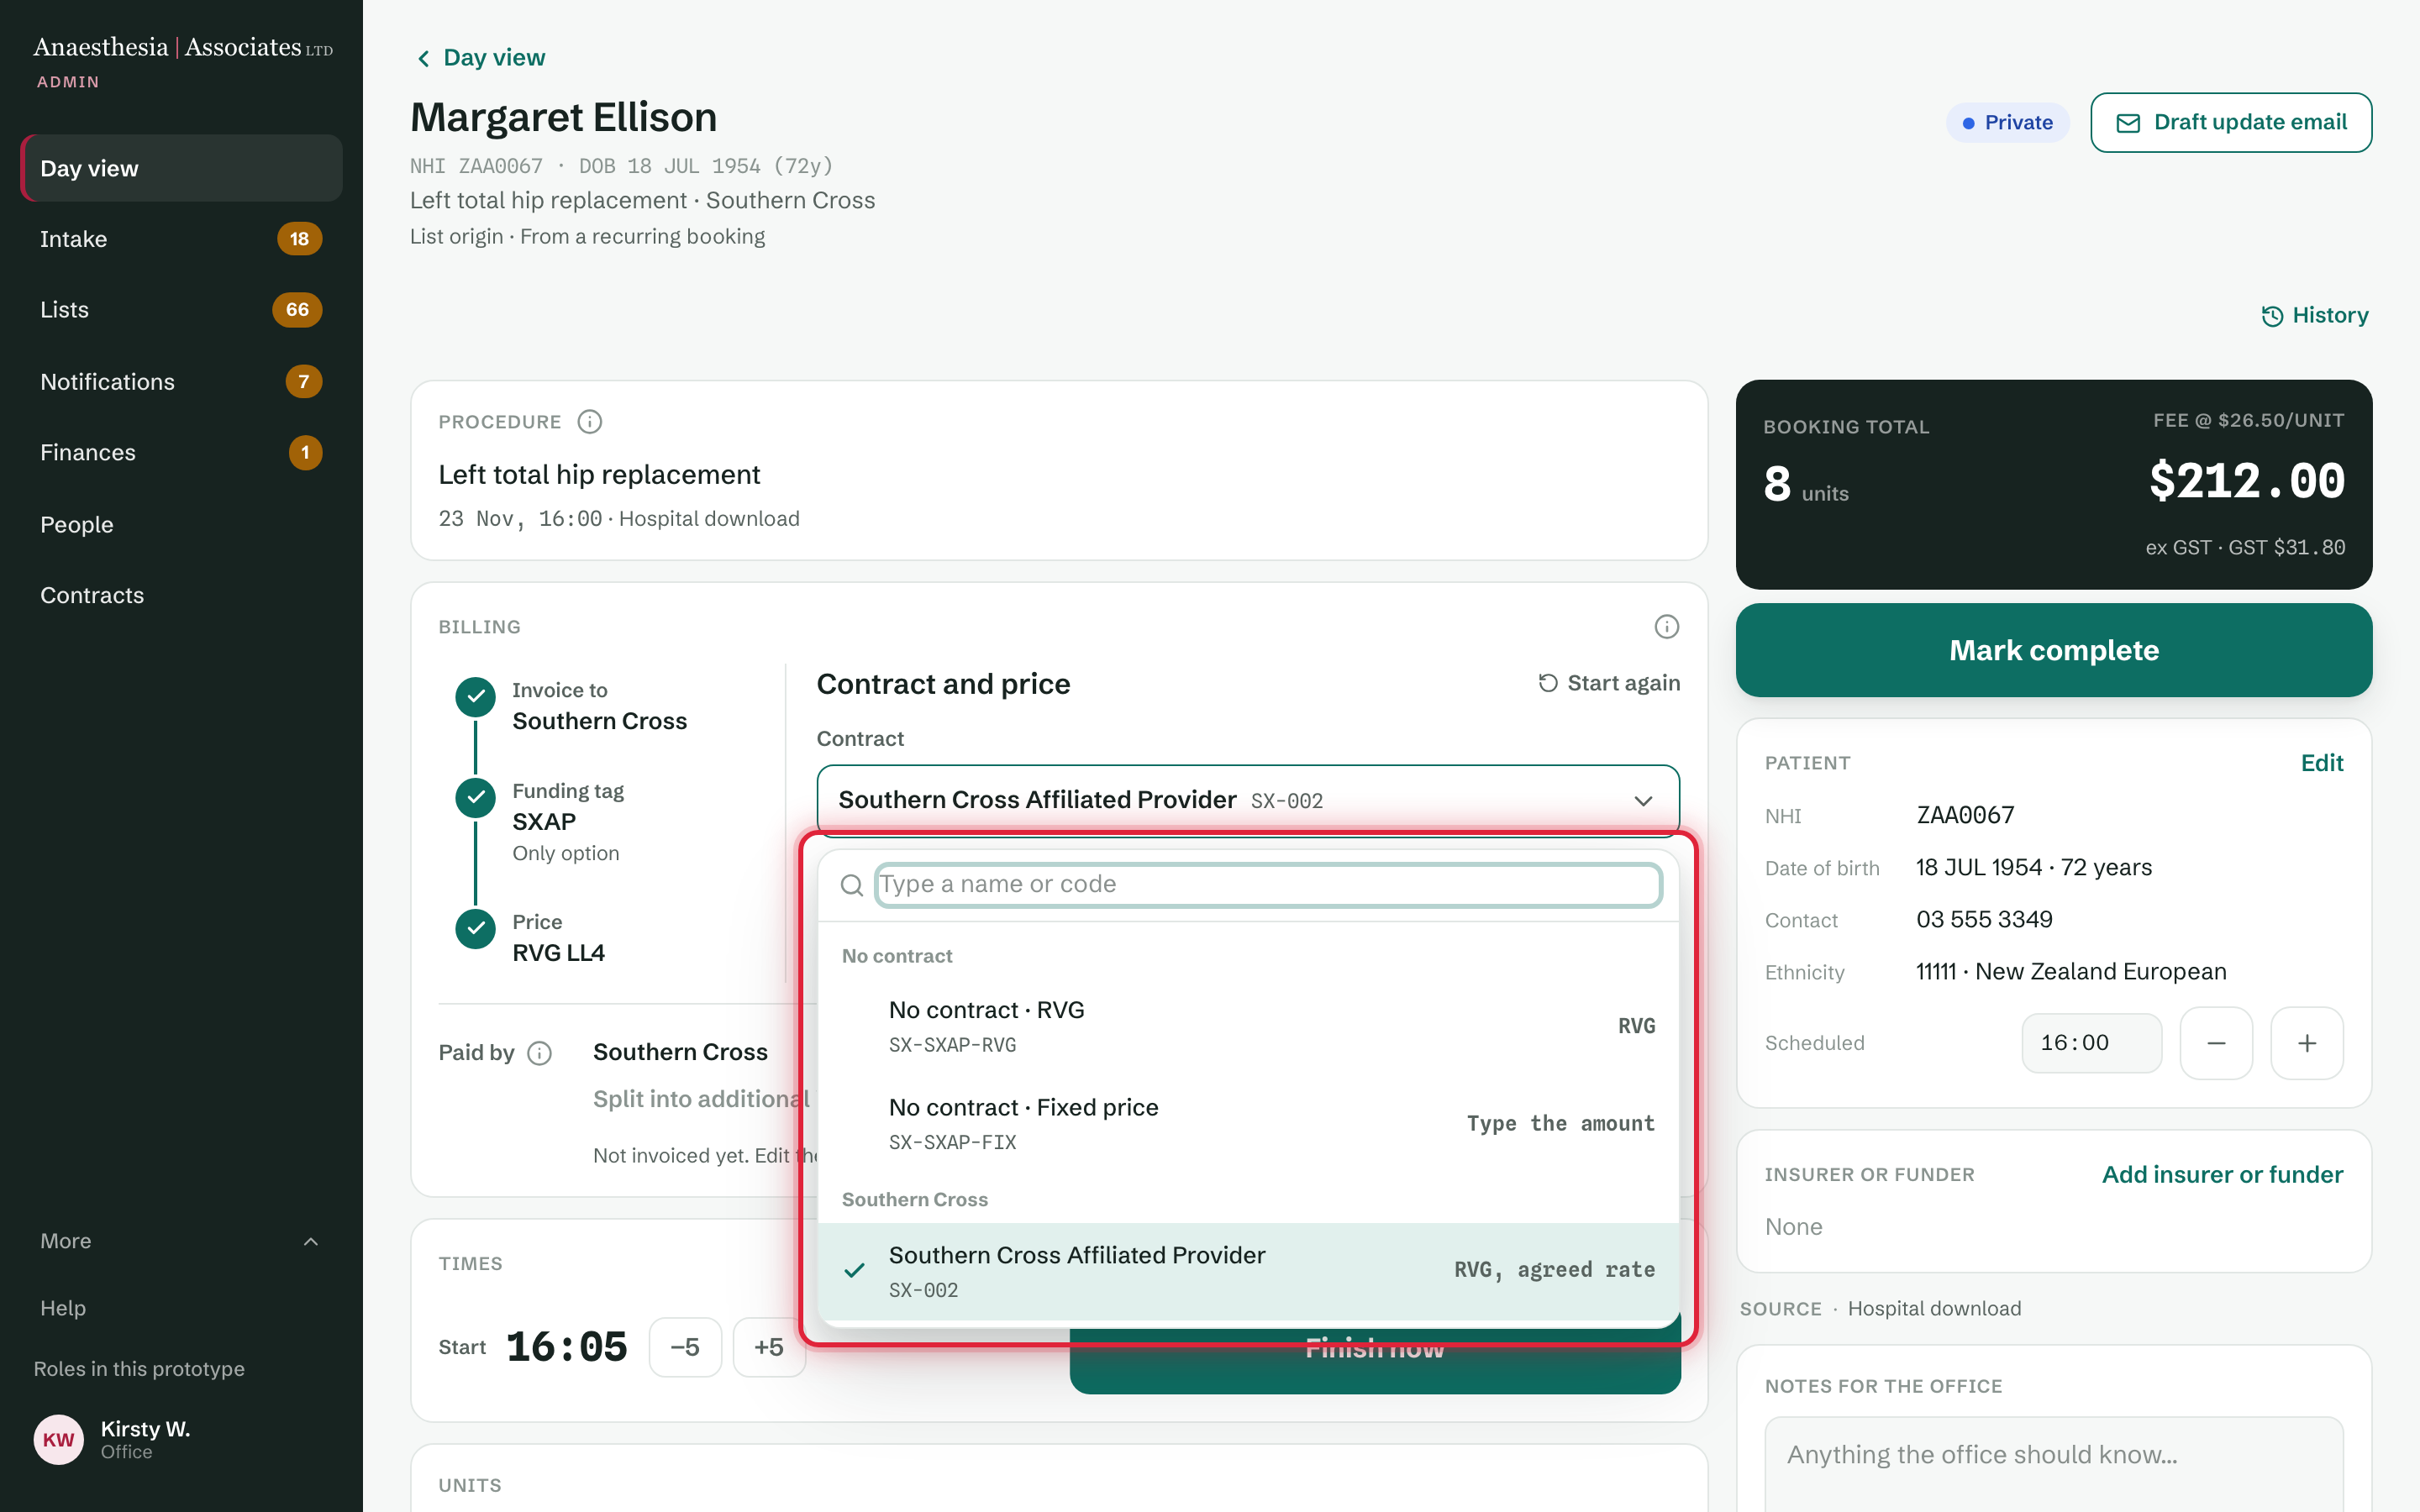 Anaesthesia | Associates LTD
ADMIN
Day view
Intake 18
Lists 66
Notifications 7
Finances 1
People
Contracts
More
Help
Roles in this prototype
KW
Kirsty W.
Office
Day view
Margaret Ellison
NHI ZAA0067 · DOB 18 JUL 1954 (72y)
Left total hip replacement · Southern Cross
List origin · From a recurring booking
Private
Draft update email
History
PROCEDURE
Left total hip replacement
23 Nov, 16:00 · Hospital download
BILLING
Invoice to
Southern Cross
Funding tag
SXAP
Only option
Price
RVG LL4
Contract and price
Start again
Contract
Southern Cross Affiliated Provider SX-002
Type a name or code
No contract
No contract · RVG
SX-SXAP-RVG
RVG
No contract · Fixed price
SX-SXAP-FIX
Type the amount
Southern Cross
Southern Cross Affiliated Provider
SX-002
RVG, agreed rate
Paid by
Southern Cross
Split into additional
Not invoiced yet. Edit the
TIMES
Start 16:05 −5 +5
Finish now
UNITS
BOOKING TOTAL
8 units
FEE @ $26.50/UNIT
$212.00
ex GST · GST $31.80
Mark complete
PATIENT
Edit
NHI ZAA0067
Date of birth 18 JUL 1954 · 72 years
Contact 03 555 3349
Ethnicity 11111 · New Zealand European
Scheduled 16:00 − +
INSURER OR FUNDER
Add insurer or funder
None
SOURCE · Hospital download
NOTES FOR THE OFFICE
Anything the office should know...